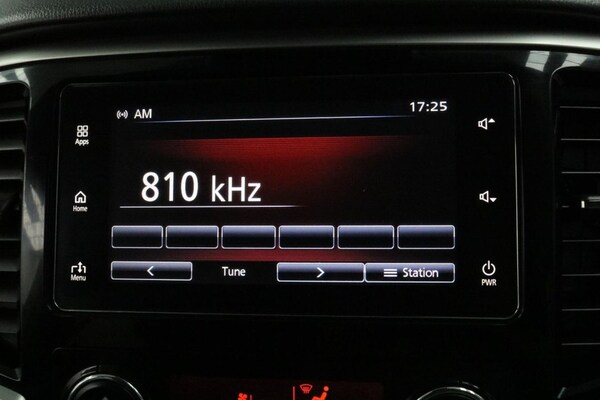 AM 17:25
Apps
810 kHz
Home
Menu
< Tune > Station
PWR